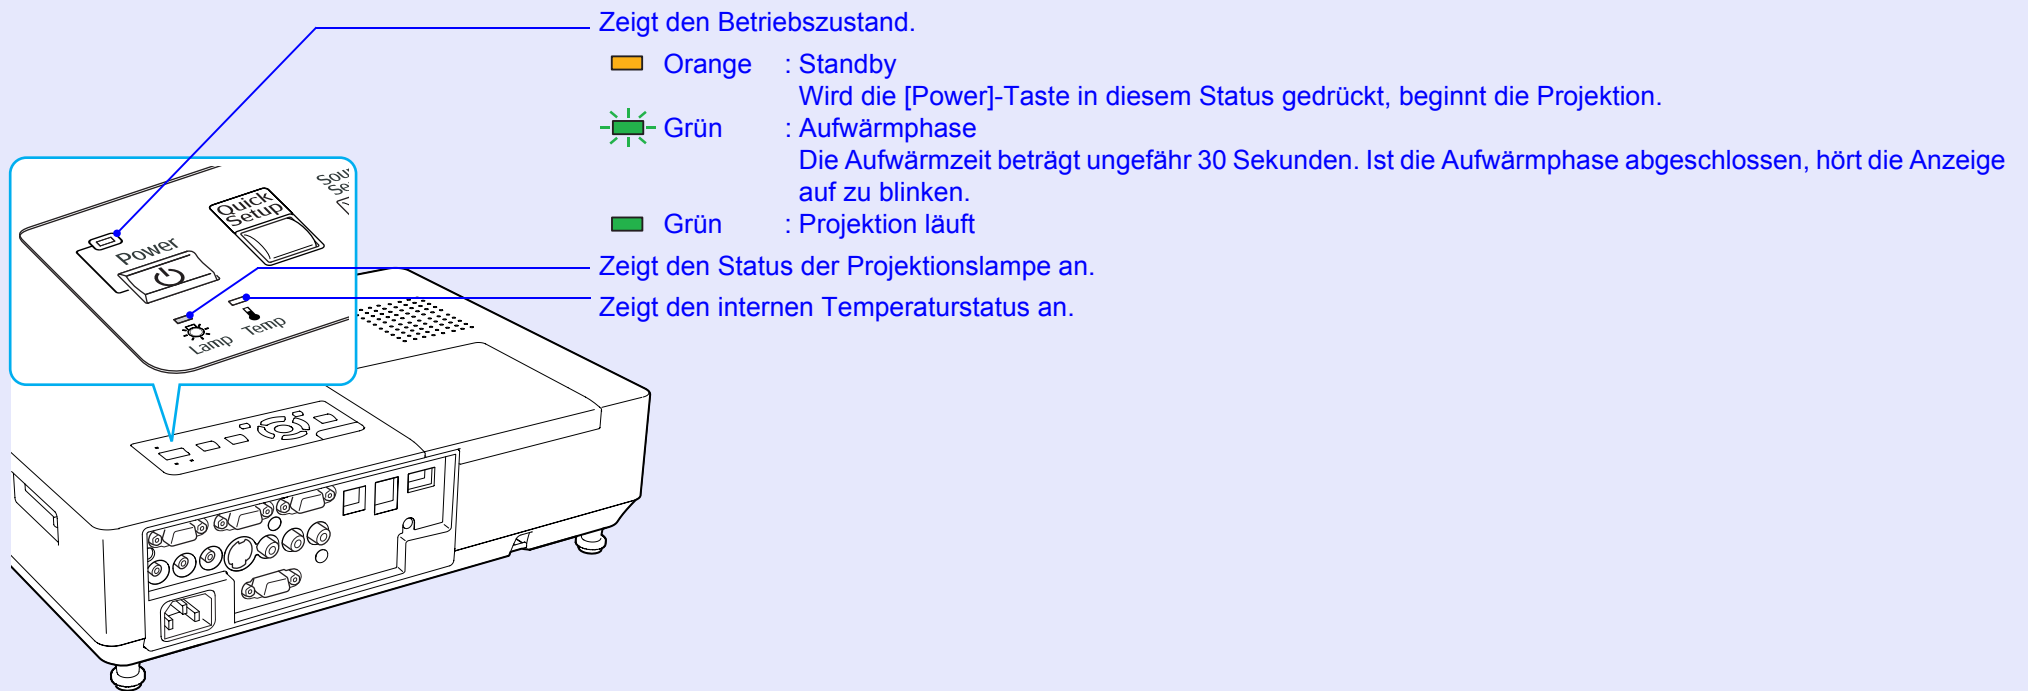 Zeigt den Betriebszustand.
Orange : Standby
Wird die [Power]-Taste in diesem Status gedrückt, beginnt die Projektion.
Grün : Aufwärmphase
Die Aufwärmzeit beträgt ungefähr 30 Sekunden. Ist die Aufwärmphase abgeschlossen, hört die Anzeige
auf zu blinken.
Grün : Projektion läuft
Zeigt den Status der Projektionslampe an.
Zeigt den internen Temperaturstatus an.
Power
Quick
Setup
Sou
Se
Lamp
Temp